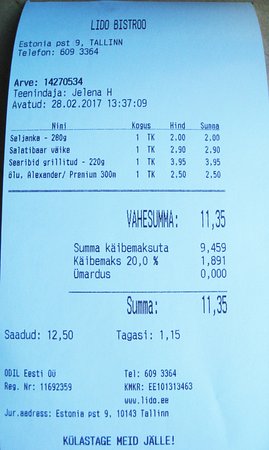 LIDO BISTROO
Estonia pst 9, TALLINN
Telefon: 609 3364
Arve: 14270534
Teenindaja: Jelena H
Avatud: 28.02.2017 13:37:09
Nimi Kogus Hind Summa
Seljanka - 280g 1 TK 2.00 2.00
Salatibaar väike 1 TK 2.90 2.90
Searibid grillitud - 220g 1 TK 3.95 3.95
õlu, Alexander/ Premium 300m 1 TK 2.50 2.50
VAHESUMMA: 11,35
Summa käibemaksuta 9,459
Käibemaks 20,0 % 1,891
Ümardus 0,000
Summa: 11,35
Saadud: 12,50 Tagasi: 1,15
ODIL Eesti OÜ Tel: 609 3364
Reg. Nr: 11692359 KMKR: EE101313463
www.lido.ee
Jur.aadress: Estonia pst 9, 10143 Tallinn
KÜLASTAGE MEID JÄLLE!